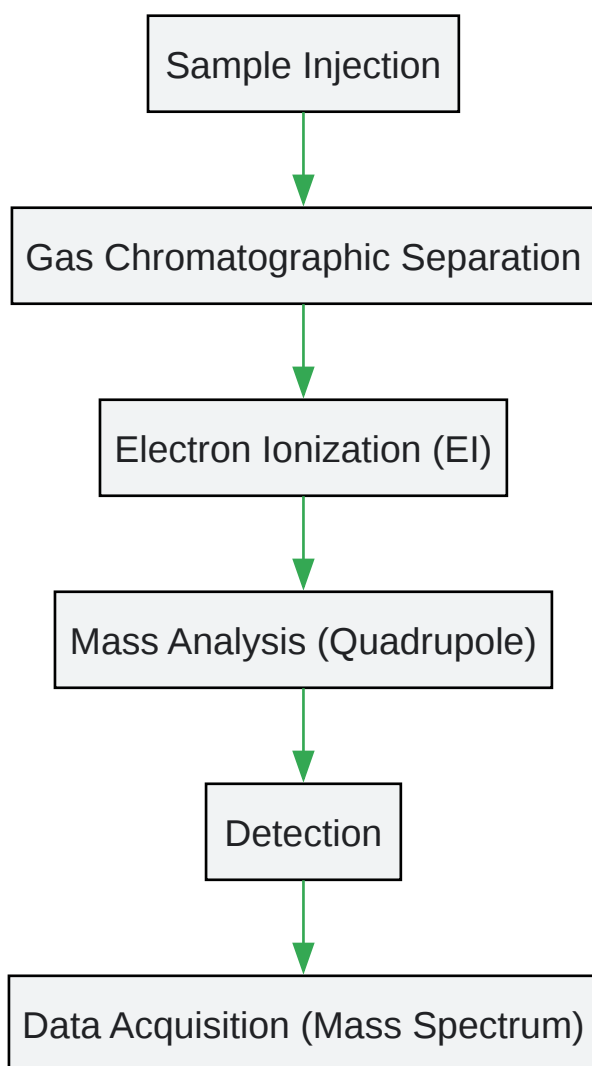 Sample Injection
Gas Chromatographic Separation
Electron Ionization (EI)
Mass Analysis (Quadrupole)
Detection
Data Acquisition (Mass Spectrum)